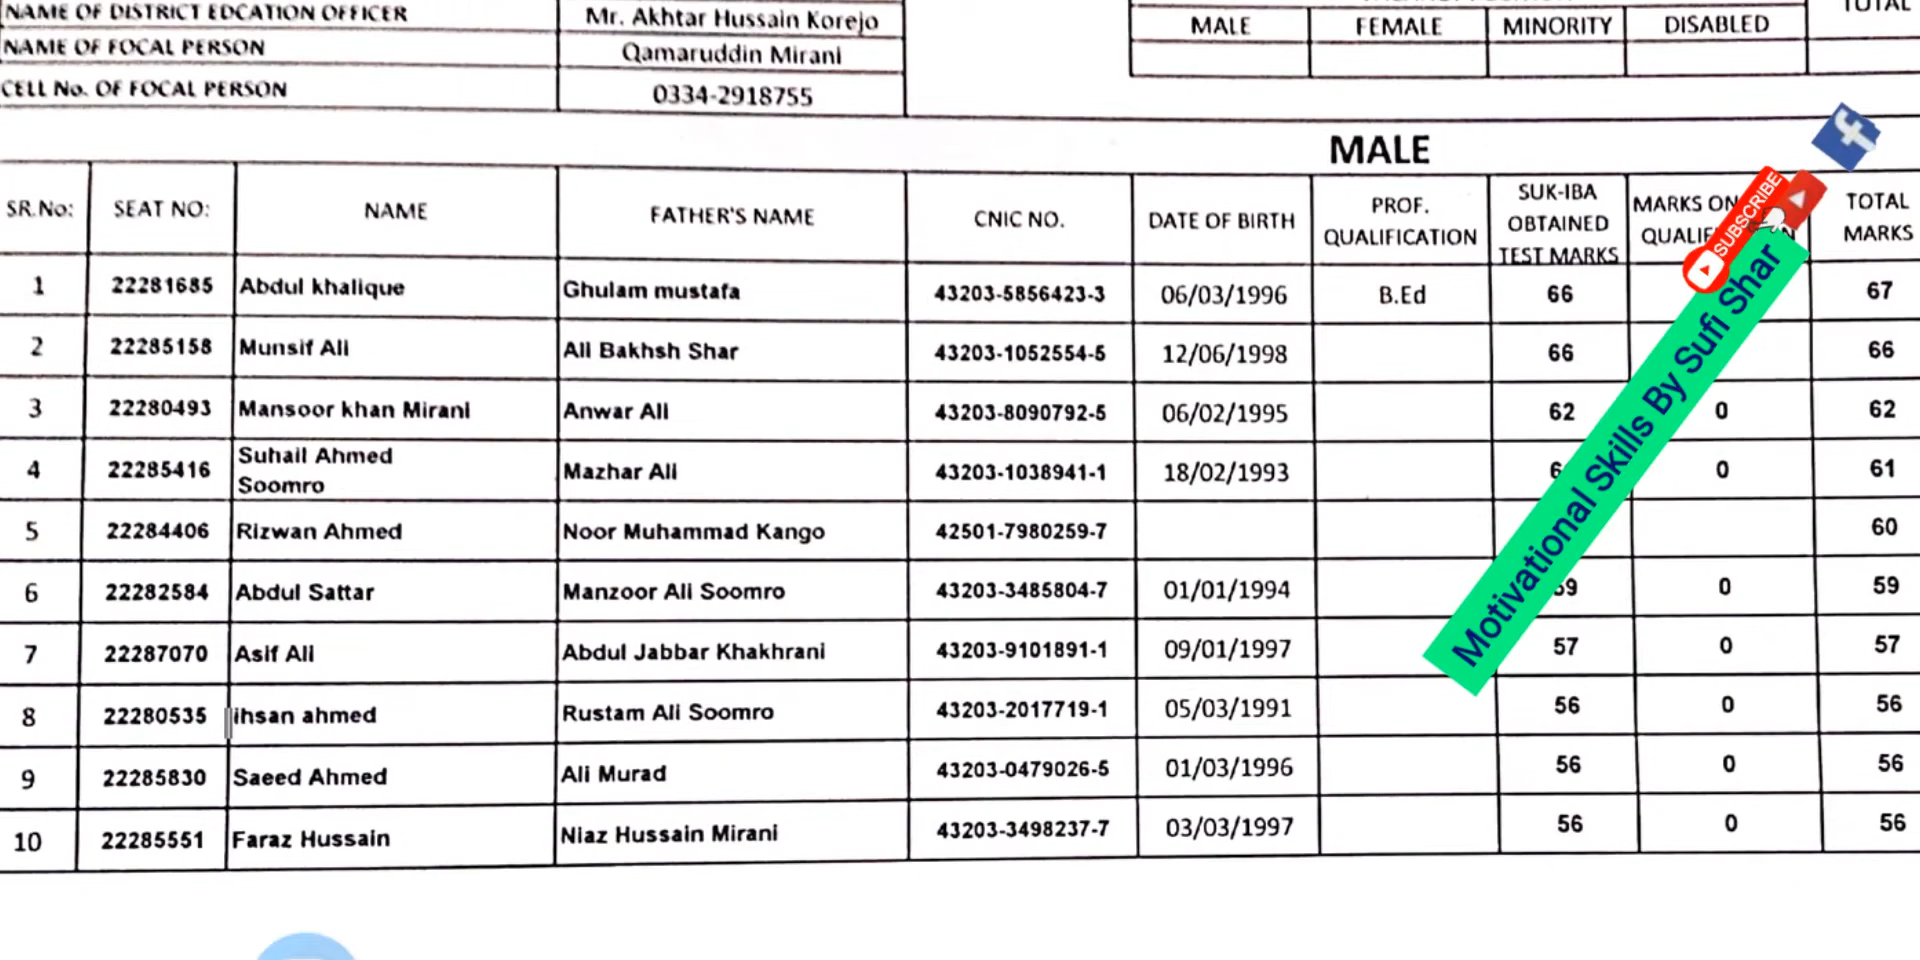 NAME OF DISTRICT EDCATION OFFICER Mr. Akhtar Hussain Korejo
MALE FEMALE MINORITY DISABLED TOTAL
NAME OF FOCAL PERSON Qamaruddin Mirani
CELL No. OF FOCAL PERSON 0334-2918755
MALE
SR.No: SEAT NO: NAME FATHER'S NAME CNIC NO. DATE OF BIRTH PROF. QUALIFICATION SUK-IBA OBTAINED TEST MARKS MARKS ON TOTAL MARKS
1 22281685 Abdul khalique Ghulam mustafa 43203-5856423-3 06/03/1996 B.Ed 66 67
2 22285158 Munsif Ali Ali Bakhsh Shar 43203-1052554-5 12/06/1998 66 66
3 22280493 Mansoor khan Mirani Anwar Ali 43203-8090792-5 06/02/1995 62 0 62
4 22285416 Suhail Ahmed Soomro Mazhar Ali 43203-1038941-1 18/02/1993 0 61
5 22284406 Rizwan Ahmed Noor Muhammad Kango 42501-7980259-7 60
6 22282584 Abdul Sattar Manzoor Ali Soomro 43203-3485804-7 01/01/1994 0 59
7 22287070 Asif Ali Abdul Jabbar Khakhrani 43203-9101891-1 09/01/1997 57 0 57
8 22280535 ihsan ahmed Rustam Ali Soomro 43203-2017719-1 05/03/1991 56 0 56
9 22285830 Saeed Ahmed Ali Murad 43203-0479026-5 01/03/1996 56 0 56
10 22285551 Faraz Hussain Niaz Hussain Mirani 43203-3498237-7 03/03/1997 56 0 56
SUBSCRIBE
Motivational Skills By Sufi Shar